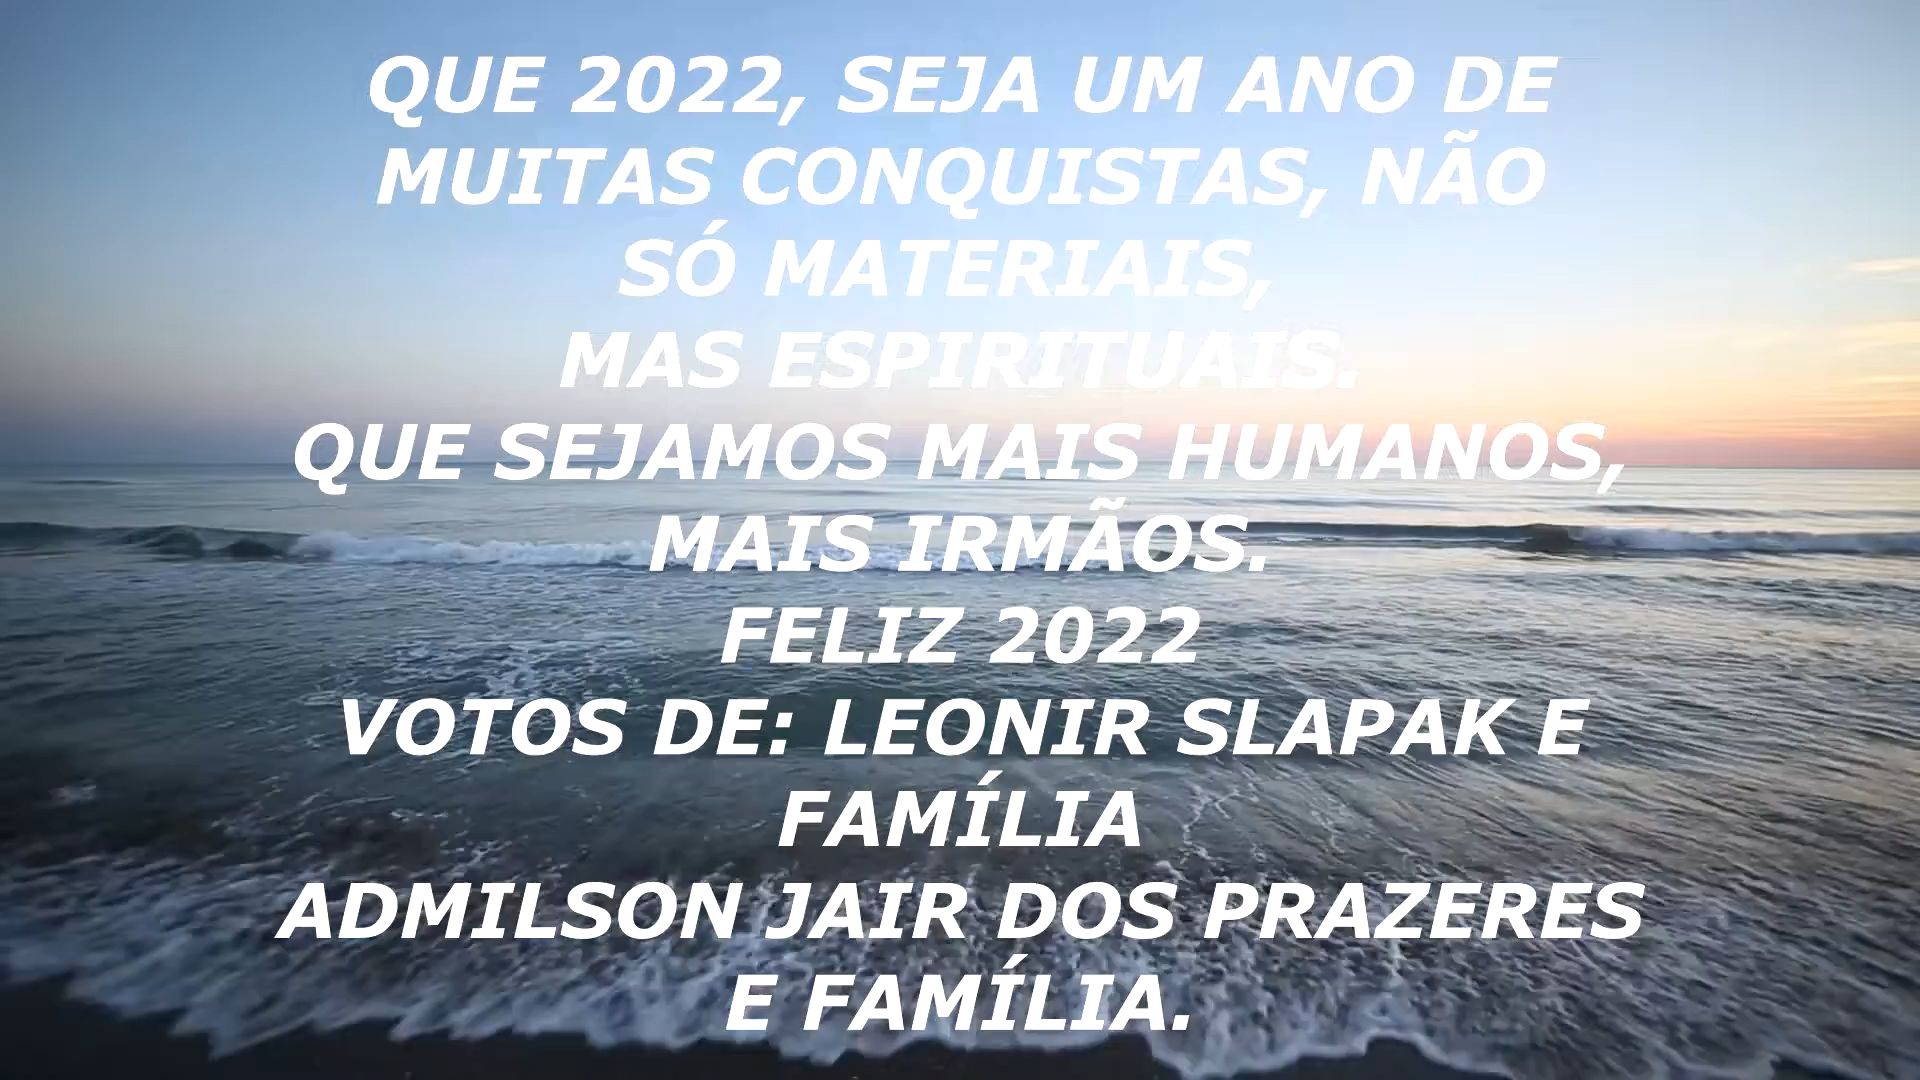 QUE 2022, SEJA UM ANO DE
MUITAS CONQUISTAS, NÃO
SÓ MATERIAIS,
MAS ESPIRITUAIS.
QUE SEJAMOS MAIS HUMANOS,
MAIS IRMÃOS.
FELIZ 2022
VOTOS DE: LEONIR SLAPAK E
FAMÍLIA
ADMILSON JAIR DOS PRAZERES
E FAMÍLIA.